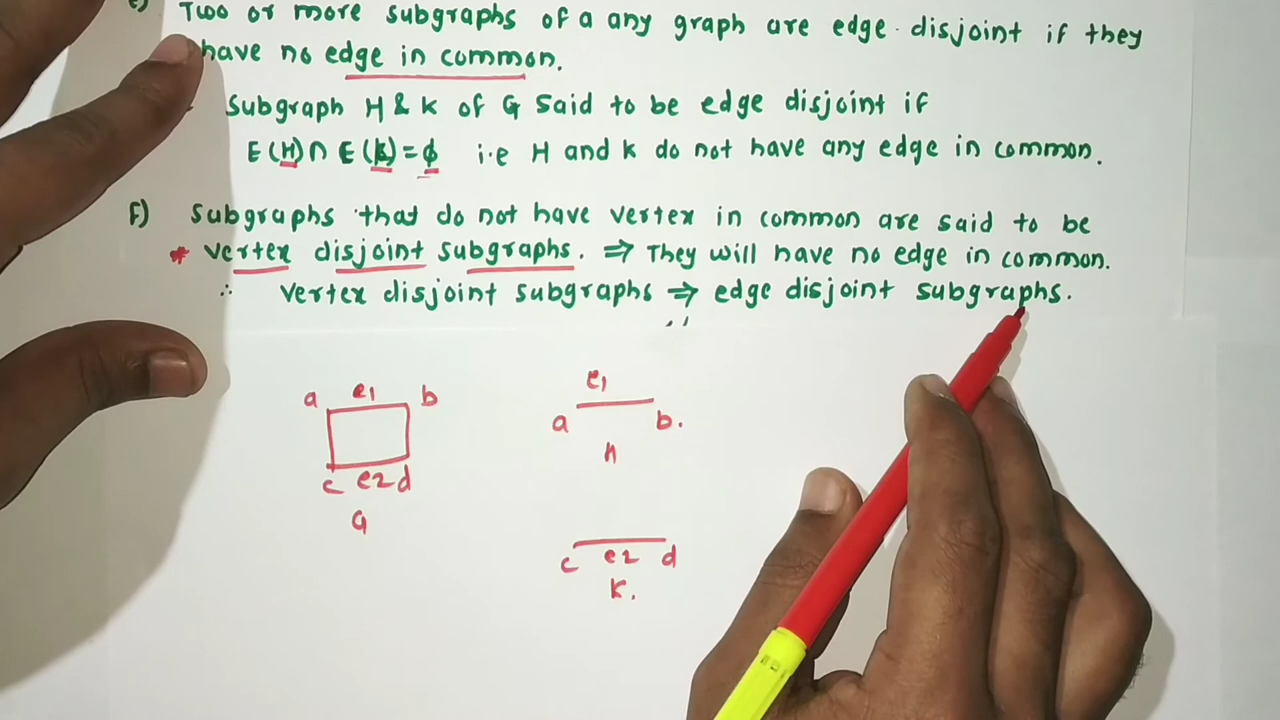 e) Two or more subgraphs of a any graph are edge disjoint if they
have no edge in common.
Subgraph H & K of G said to be edge disjoint if
E(H)∩ E(K)=ϕ i.e H and K do not have any edge in common.
F) Subgraphs that do not have vertex in common are said to be
* vertex disjoint subgraphs. ⇒ They will have no edge in common.
∴ vertex disjoint subgraphs ⇒ edge disjoint subgraphs.
a e1 b
c e2 d
G
e1
a b.
H
c e2 d
K.